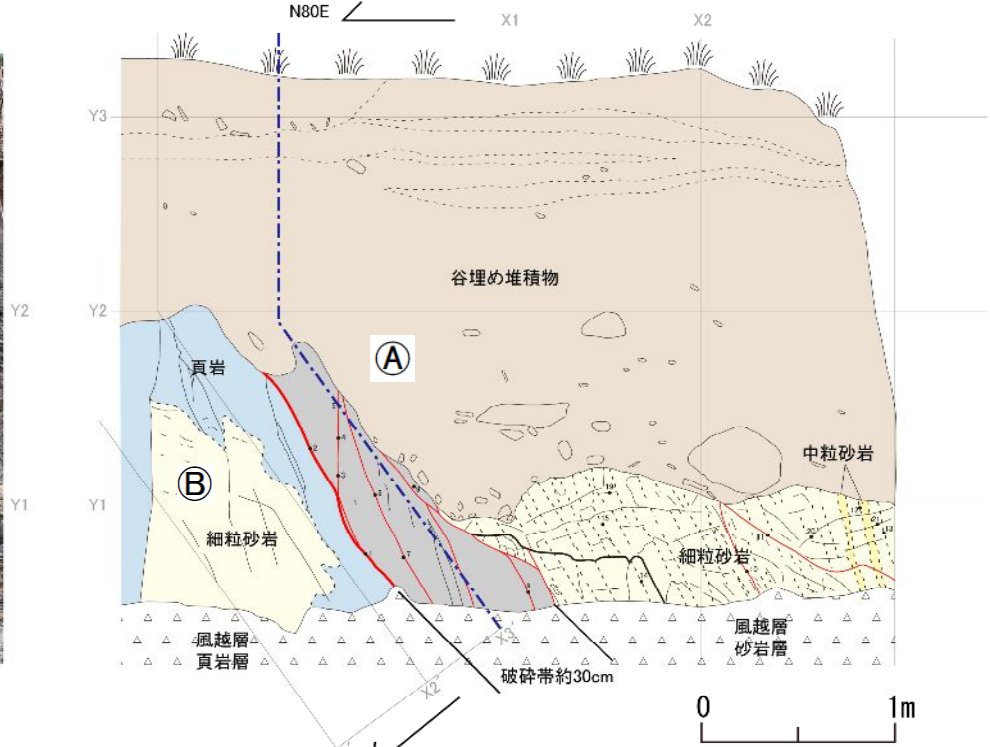 N80E
X1
X2
Y3
谷埋め堆積物
Y2
Y2
Ⓐ
頁岩
中粒砂岩
Ⓑ
Y1
Y1
細粒砂岩
細粒砂岩
風越層
頁岩層
風越層
砂岩層
X3'
破砕帯約30cm
X2'
0
1m